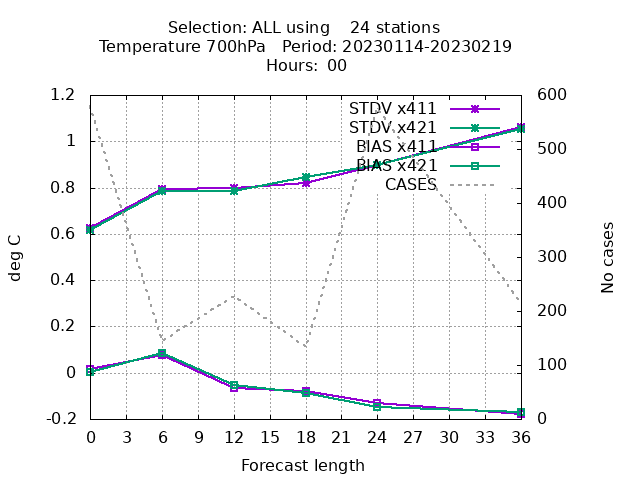 Selection: ALL using    24 stations
Temperature 700hPa   Period: 20230114-20230219
Hours: 00
1.2
1
0.8
0.6
0.4
0.2
0
-0.2
deg C
600
500
400
300
200
100
0
No cases
STDV x411
STDV x421
BIAS x411
BIAS x421
CASES
0 3 6 9 12 15 18 21 24 27 30 33 36
Forecast length